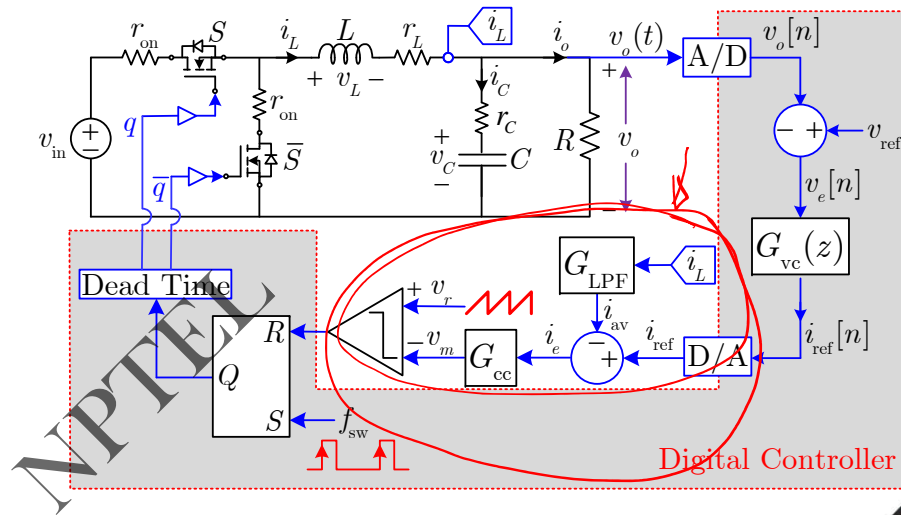 S
i_L
L
r_L
i_L
i_o
v_o(t)
A/D
v_o[n]
r_on
+ v_L −
i_C
+
r_on
r_C
− +
v_ref
q
v_in
+
−
S̅
+
v_C
−
C
R
v_o
v_e[n]
q̅
−
G_vc(z)
G_LPF
i_L
Dead Time
+ v_r
i_av
i_ref[n]
R
− v_m
G_cc
i_e
−
+
i_ref
D/A
Q
S
f_sw
Digital Controller
NPTEL